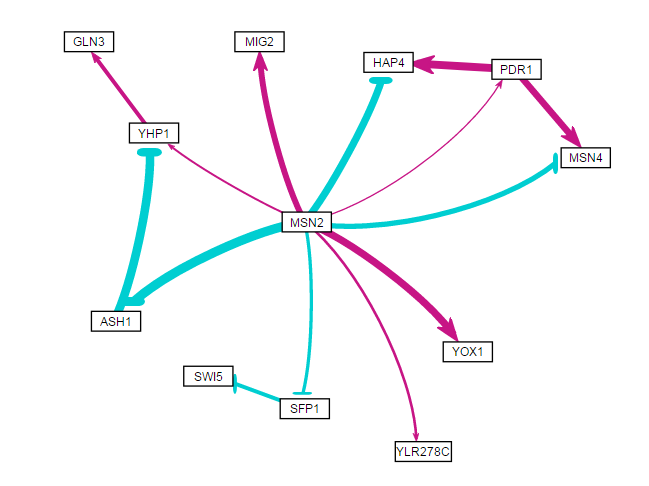 GLN3
MIG2
HAP4
PDR1
YHP1
MSN4
MSN2
ASH1
YOX1
SWI5
SFP1
YLR278C